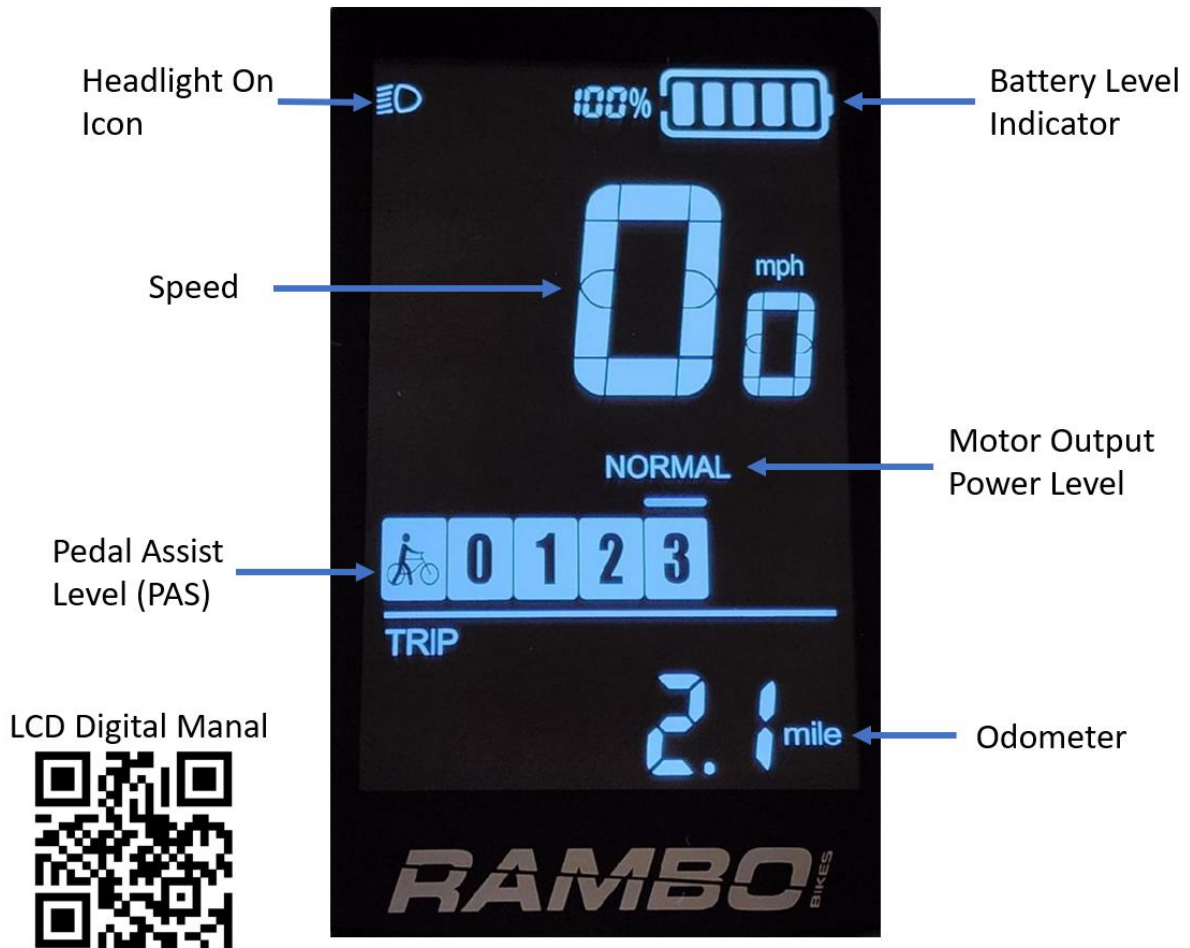 Headlight On
Icon
100%
Battery Level
Indicator
Speed
0
mph
0
NORMAL
Motor Output
Power Level
Pedal Assist
Level (PAS)
0 1 2 3
TRIP
2.1 mile
Odometer
LCD Digital Manal
RAMBO BIKES